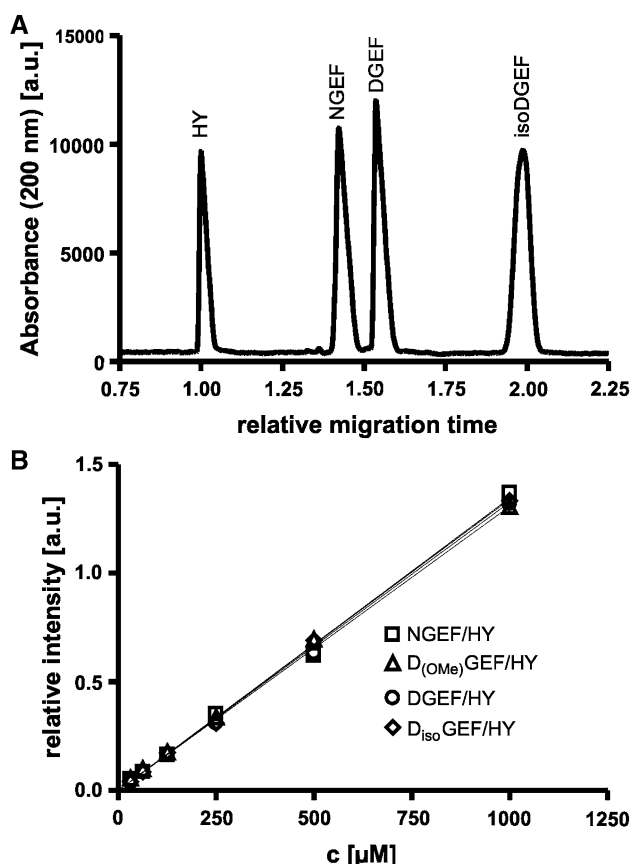 A
Absorbance (200 nm) [a.u.]
15000
10000
5000
0
HY
NGEF
DGEF
isoDGEF
0.75 1.00 1.25 1.50 1.75 2.00 2.25
relative migration time
B
relative intensity [a.u.]
1.5
1.0
0.5
0.0
NGEF/HY
D(OMe)GEF/HY
DGEF/HY
DisoGEF/HY
0 250 500 750 1000 1250
c [µM]